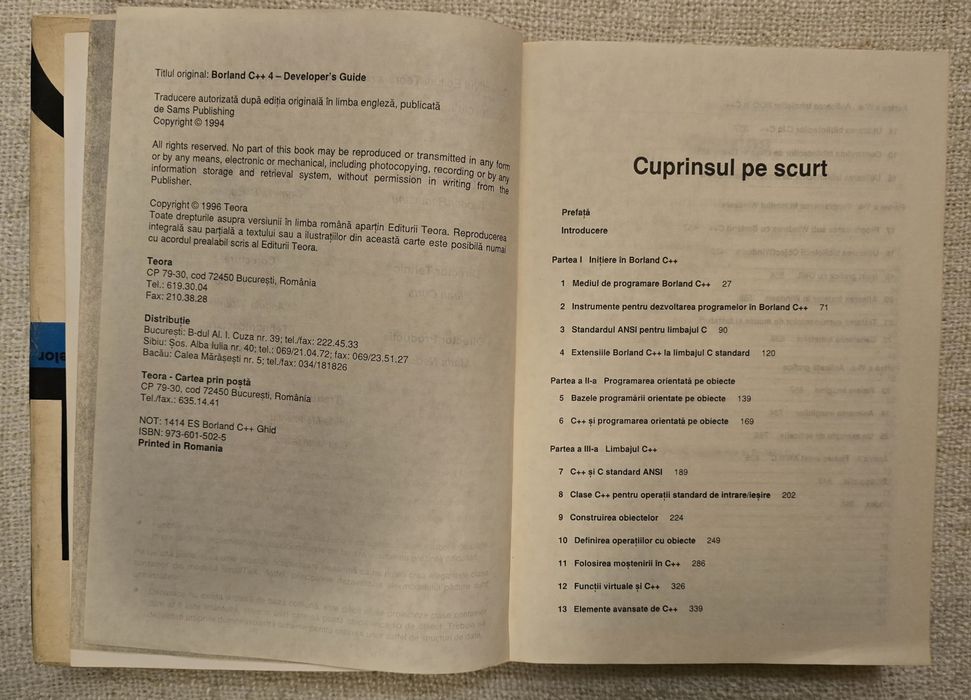 Titlul original: Borland C++ 4 – Developer's Guide
Traducere autorizată după ediția originală în limba engleză, publicată
de Sams Publishing
Copyright © 1994
All rights reserved. No part of this book may be reproduced or transmitted in any form
or by any means, electronic or mechanical, including photocopying, recording or by any
information storage and retrieval system, without permission in writing from the
Publisher.
Copyright © 1996 Teora
Toate drepturile asupra versiunii în limba română aparțin Editurii Teora. Reproducerea
integrală sau parțială a textului sau a ilustrațiilor din această carte este posibilă numai
cu acordul prealabil scris al Editurii Teora.
Teora
CP 79-30, cod 72450 București, România
Tel.: 619.30.04
Fax: 210.38.28
Distribuție
București: B-dul Al. I. Cuza nr. 39; tel./fax: 222.45.33
Sibiu: Șos. Alba Iulia nr. 40; tel.: 069/21.04.72; fax: 069/23.51.27
Bacău: Calea Mărășești nr. 5; tel./fax: 034/181826
Teora - Cartea prin poștă
CP 79-30, cod 72450 București, România
Tel./fax.: 635.14.41
NOT: 1414 ES Borland C++ Ghid
ISBN: 973-601-502-5
Printed in Romania
Cuprinsul pe scurt
Prefață
Introducere
Partea I Inițiere în Borland C++
1 Mediul de programare Borland C++ 27
2 Instrumente pentru dezvoltarea programelor în Borland C++ 71
3 Standardul ANSI pentru limbajul C 90
4 Extensiile Borland C++ la limbajul C standard 120
Partea a II-a Programarea orientată pe obiecte
5 Bazele programării orientate pe obiecte 139
6 C++ și programarea orientată pe obiecte 169
Partea a III-a Limbajul C++
7 C++ și C standard ANSI 189
8 Clase C++ pentru operații standard de intrare/ieșire 202
9 Construirea obiectelor 224
10 Definirea operațiilor cu obiecte 249
11 Folosirea moștenirii în C++ 286
12 Funcții virtuale și C++ 326
13 Elemente avansate de C++ 339